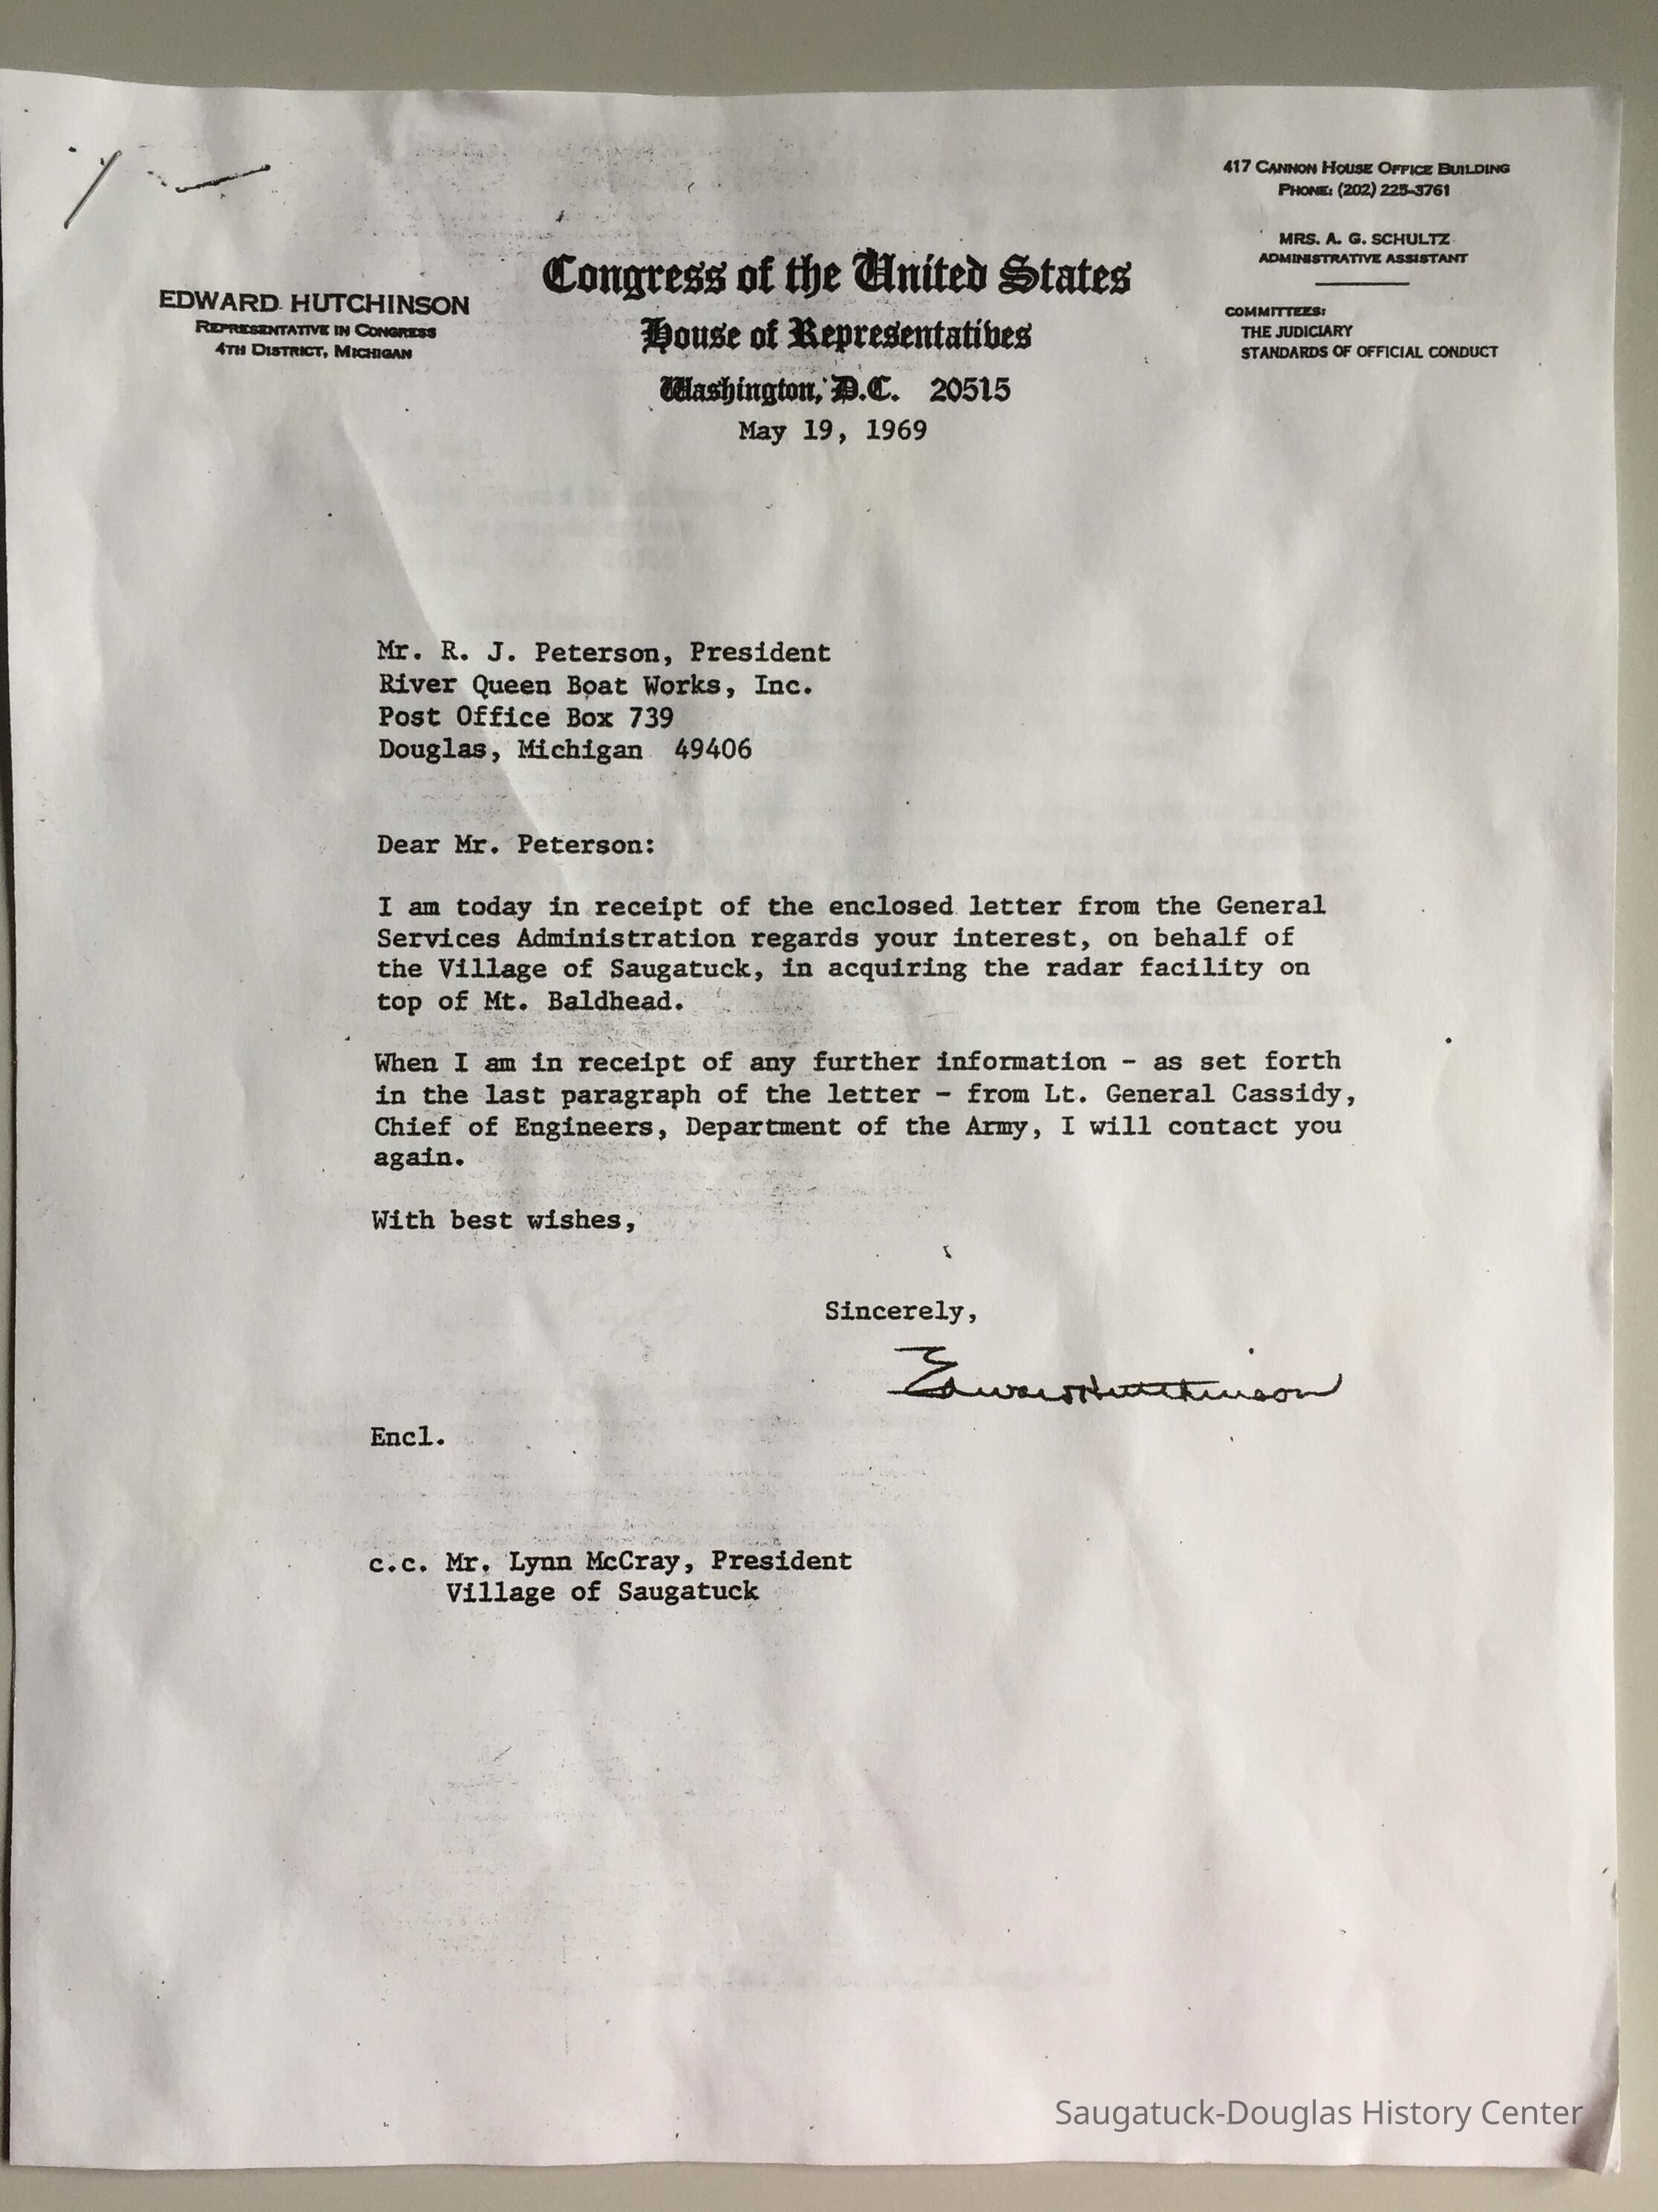 417 CANNON HOUSE OFFICE BUILDING
PHONE: (202) 225-3761
MRS. A. G. SCHULTZ
ADMINISTRATIVE ASSISTANT
COMMITTEES:
THE JUDICIARY
STANDARDS OF OFFICIAL CONDUCT
EDWARD HUTCHINSON
REPRESENTATIVE IN CONGRESS
4TH DISTRICT, MICHIGAN
Congress of the United States
House of Representatives
Washington, D.C. 20515
May 19, 1969
Mr. R. J. Peterson, President
River Queen Boat Works, Inc.
Post Office Box 739
Douglas, Michigan 49406
Dear Mr. Peterson:
I am today in receipt of the enclosed letter from the General
Services Administration regards your interest, on behalf of
the Village of Saugatuck, in acquiring the radar facility on
top of Mt. Baldhead.
When I am in receipt of any further information - as set forth
in the last paragraph of the letter - from Lt. General Cassidy,
Chief of Engineers, Department of the Army, I will contact you
again.
With best wishes,
Sincerely,
Edward Hutchinson
Encl.
c.c. Mr. Lynn McCray, President
Village of Saugatuck
Saugatuck-Douglas History Center